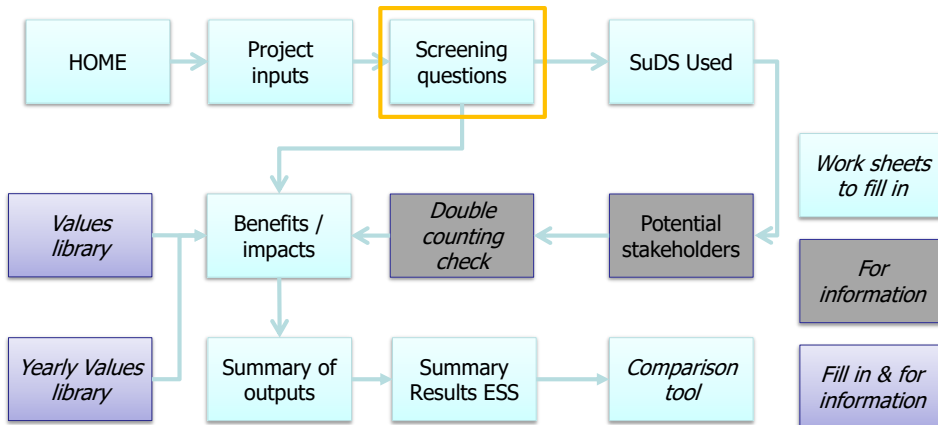 HOME
Project
inputs
Screening
questions
SuDS Used
Work sheets
to fill in
Values
library
Benefits /
impacts
Double
counting
check
Potential
stakeholders
For
information
Yearly Values
library
Summary of
outputs
Summary
Results ESS
Comparison
tool
Fill in & for
information